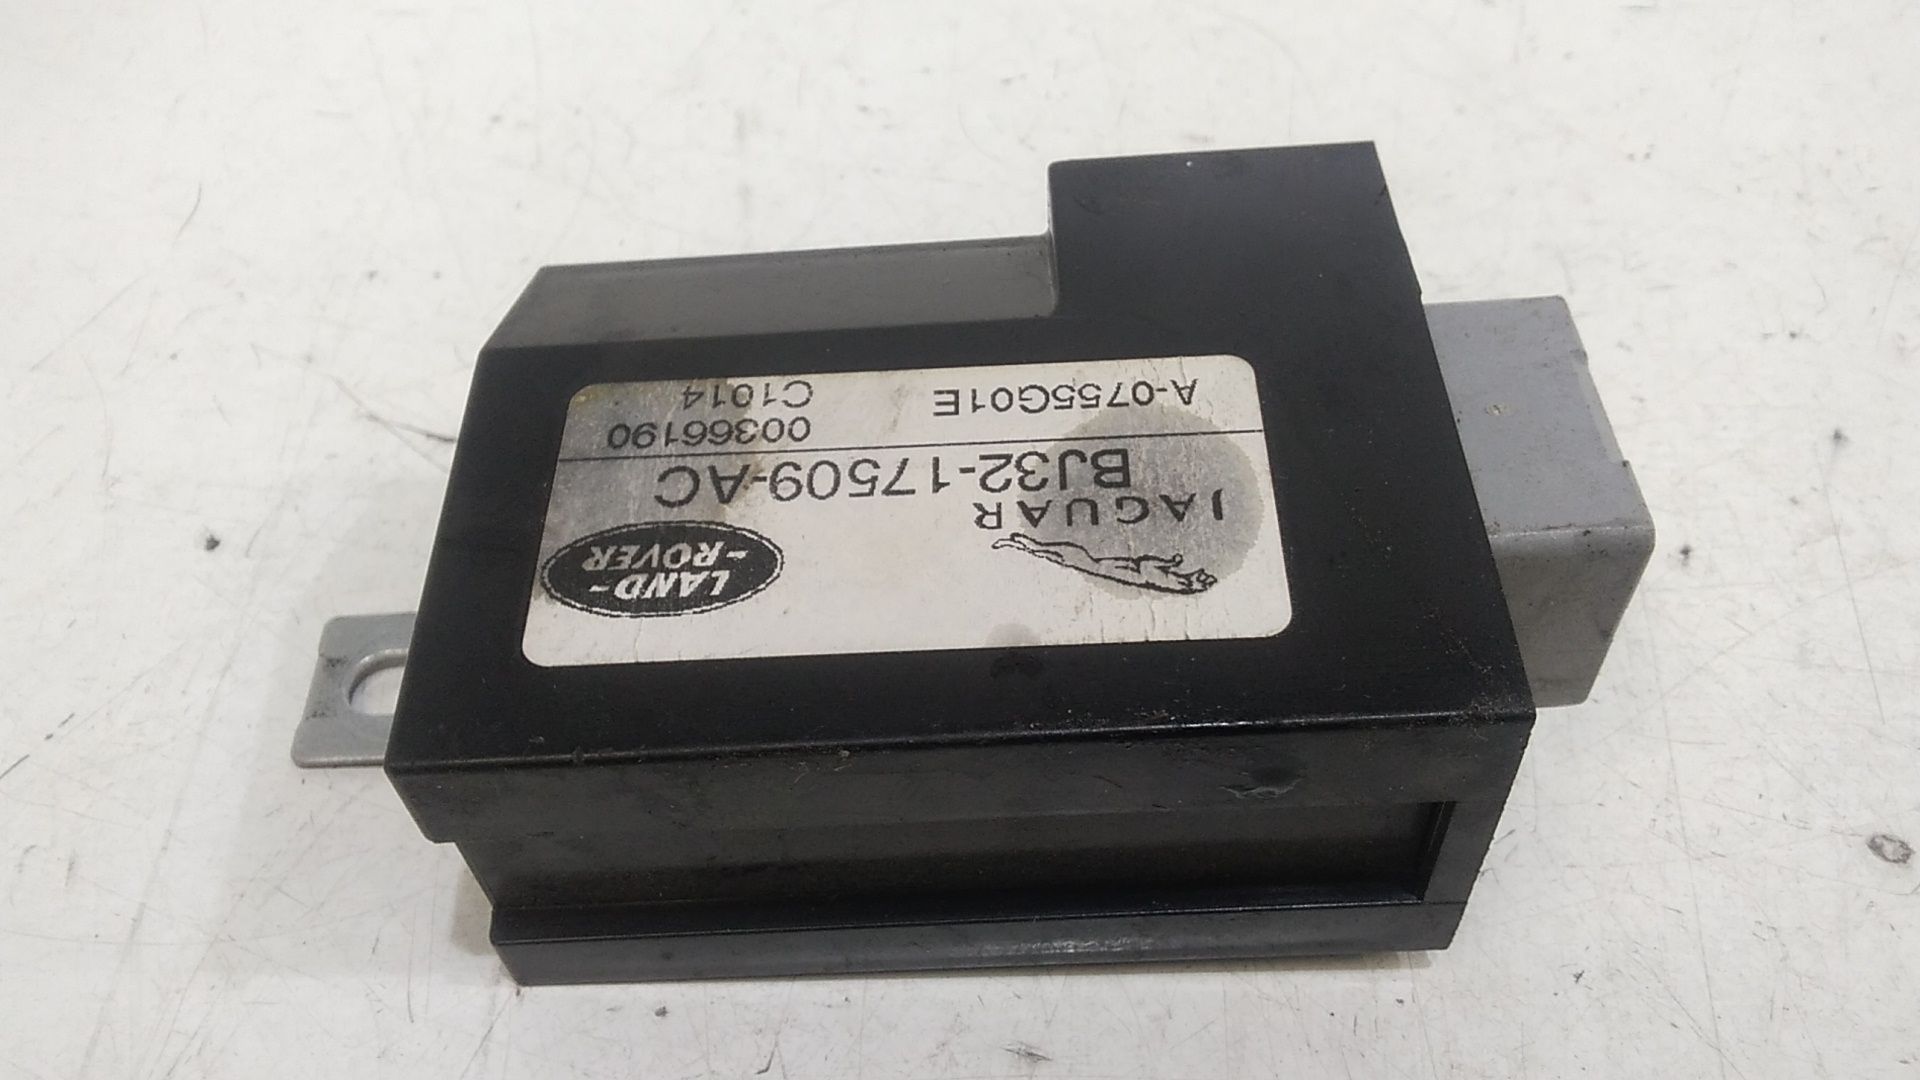 JAGUAR
LAND-
-ROVER
BJ32-17509-AC
00366190
A-0755G01E C1014